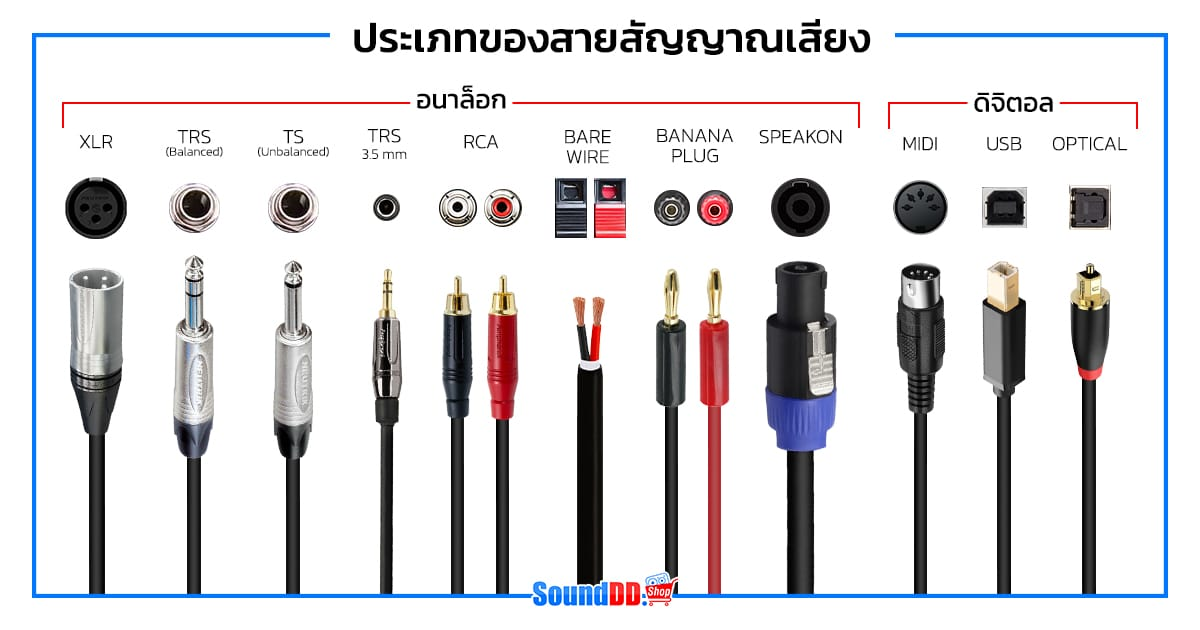 ประเภทของสายสัญญาณเสียง
อนาล็อก
ดิจิตอล
XLR
TRS
(Balanced)
TS
(Unbalanced)
TRS
3.5 mm
RCA
BARE
WIRE
BANANA
PLUG
SPEAKON
MIDI
USB
OPTICAL
SoundDD.Shop